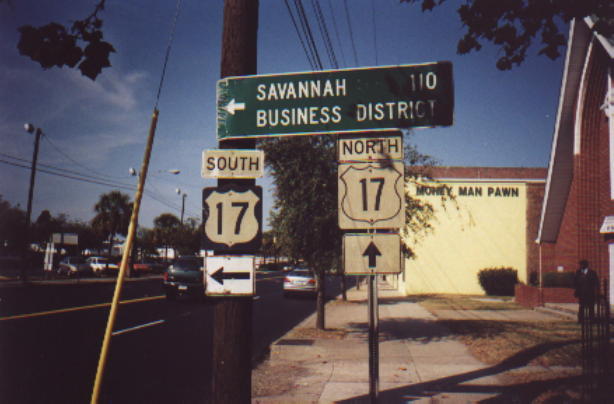 SAVANNAH 110
BUSINESS DISTRICT
SOUTH
17
NORTH
17
MONEY MAN PAWN